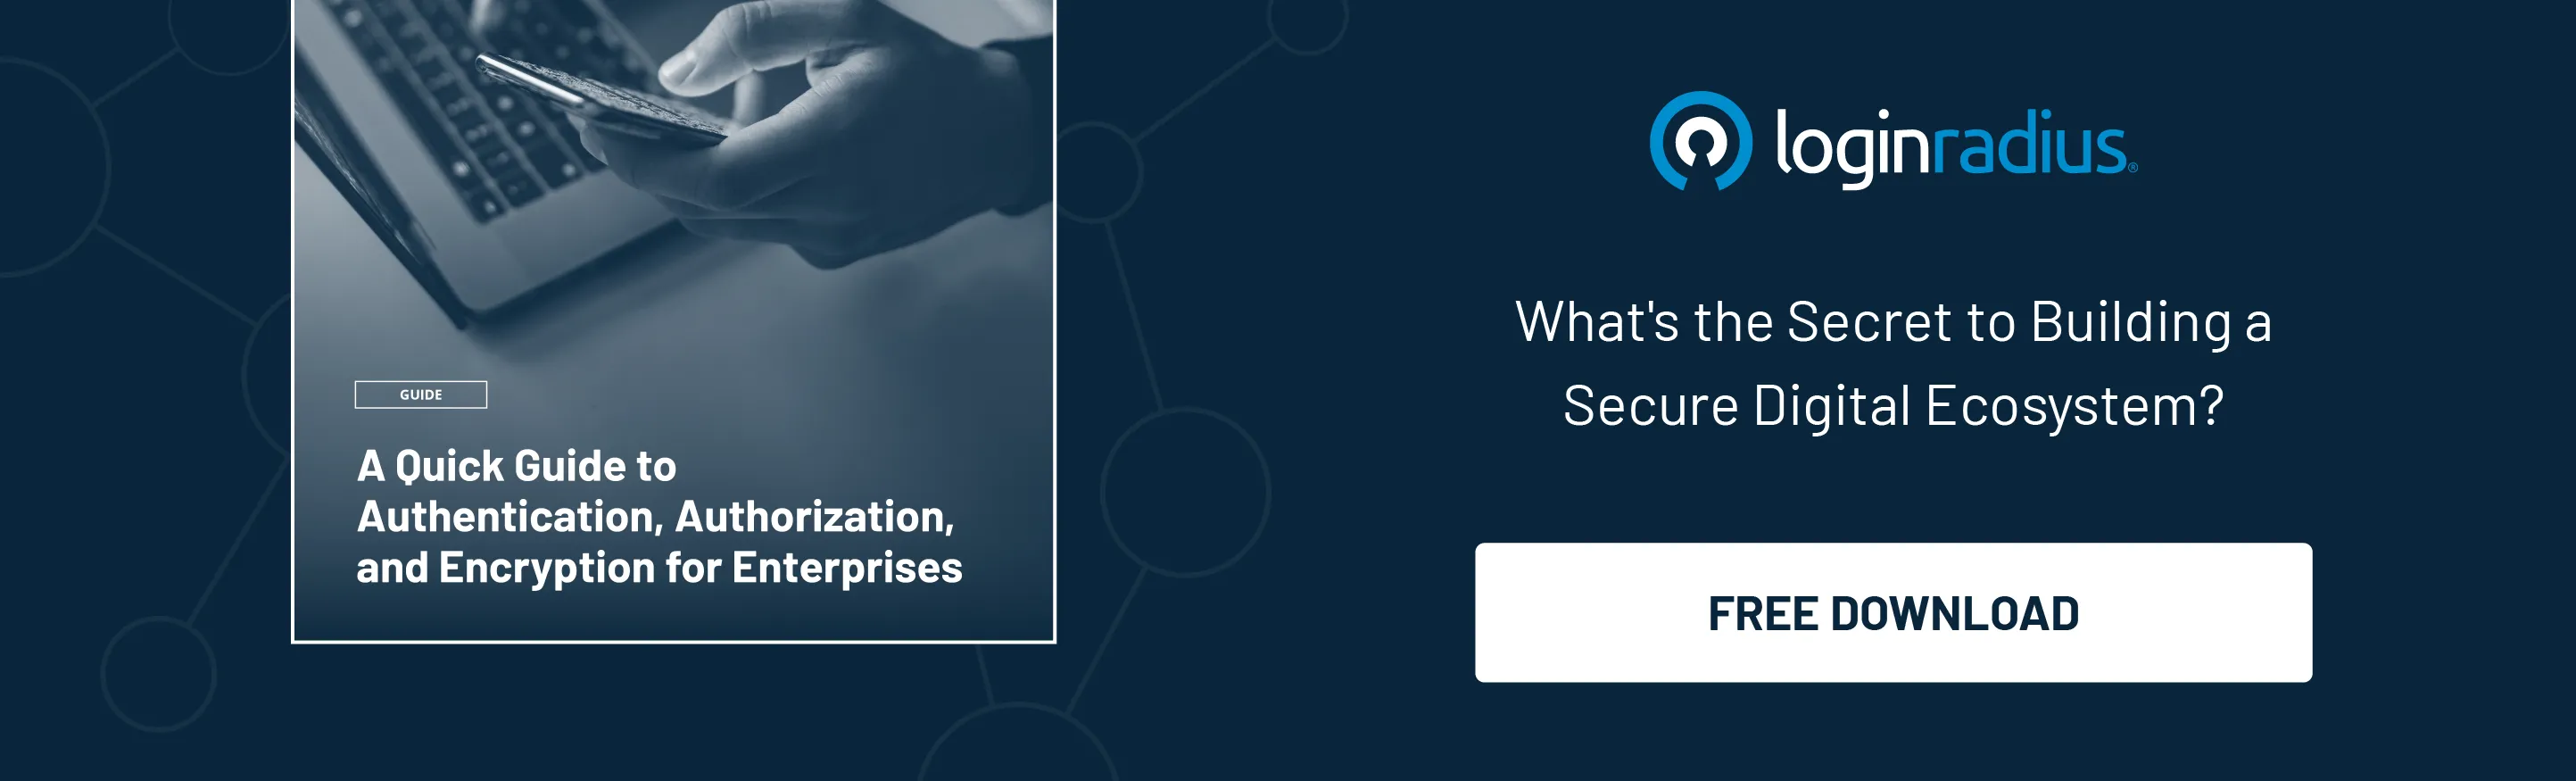 GUIDE
A Quick Guide to
Authentication, Authorization,
and Encryption for Enterprises
loginradius®
What's the Secret to Building a
Secure Digital Ecosystem?
FREE DOWNLOAD